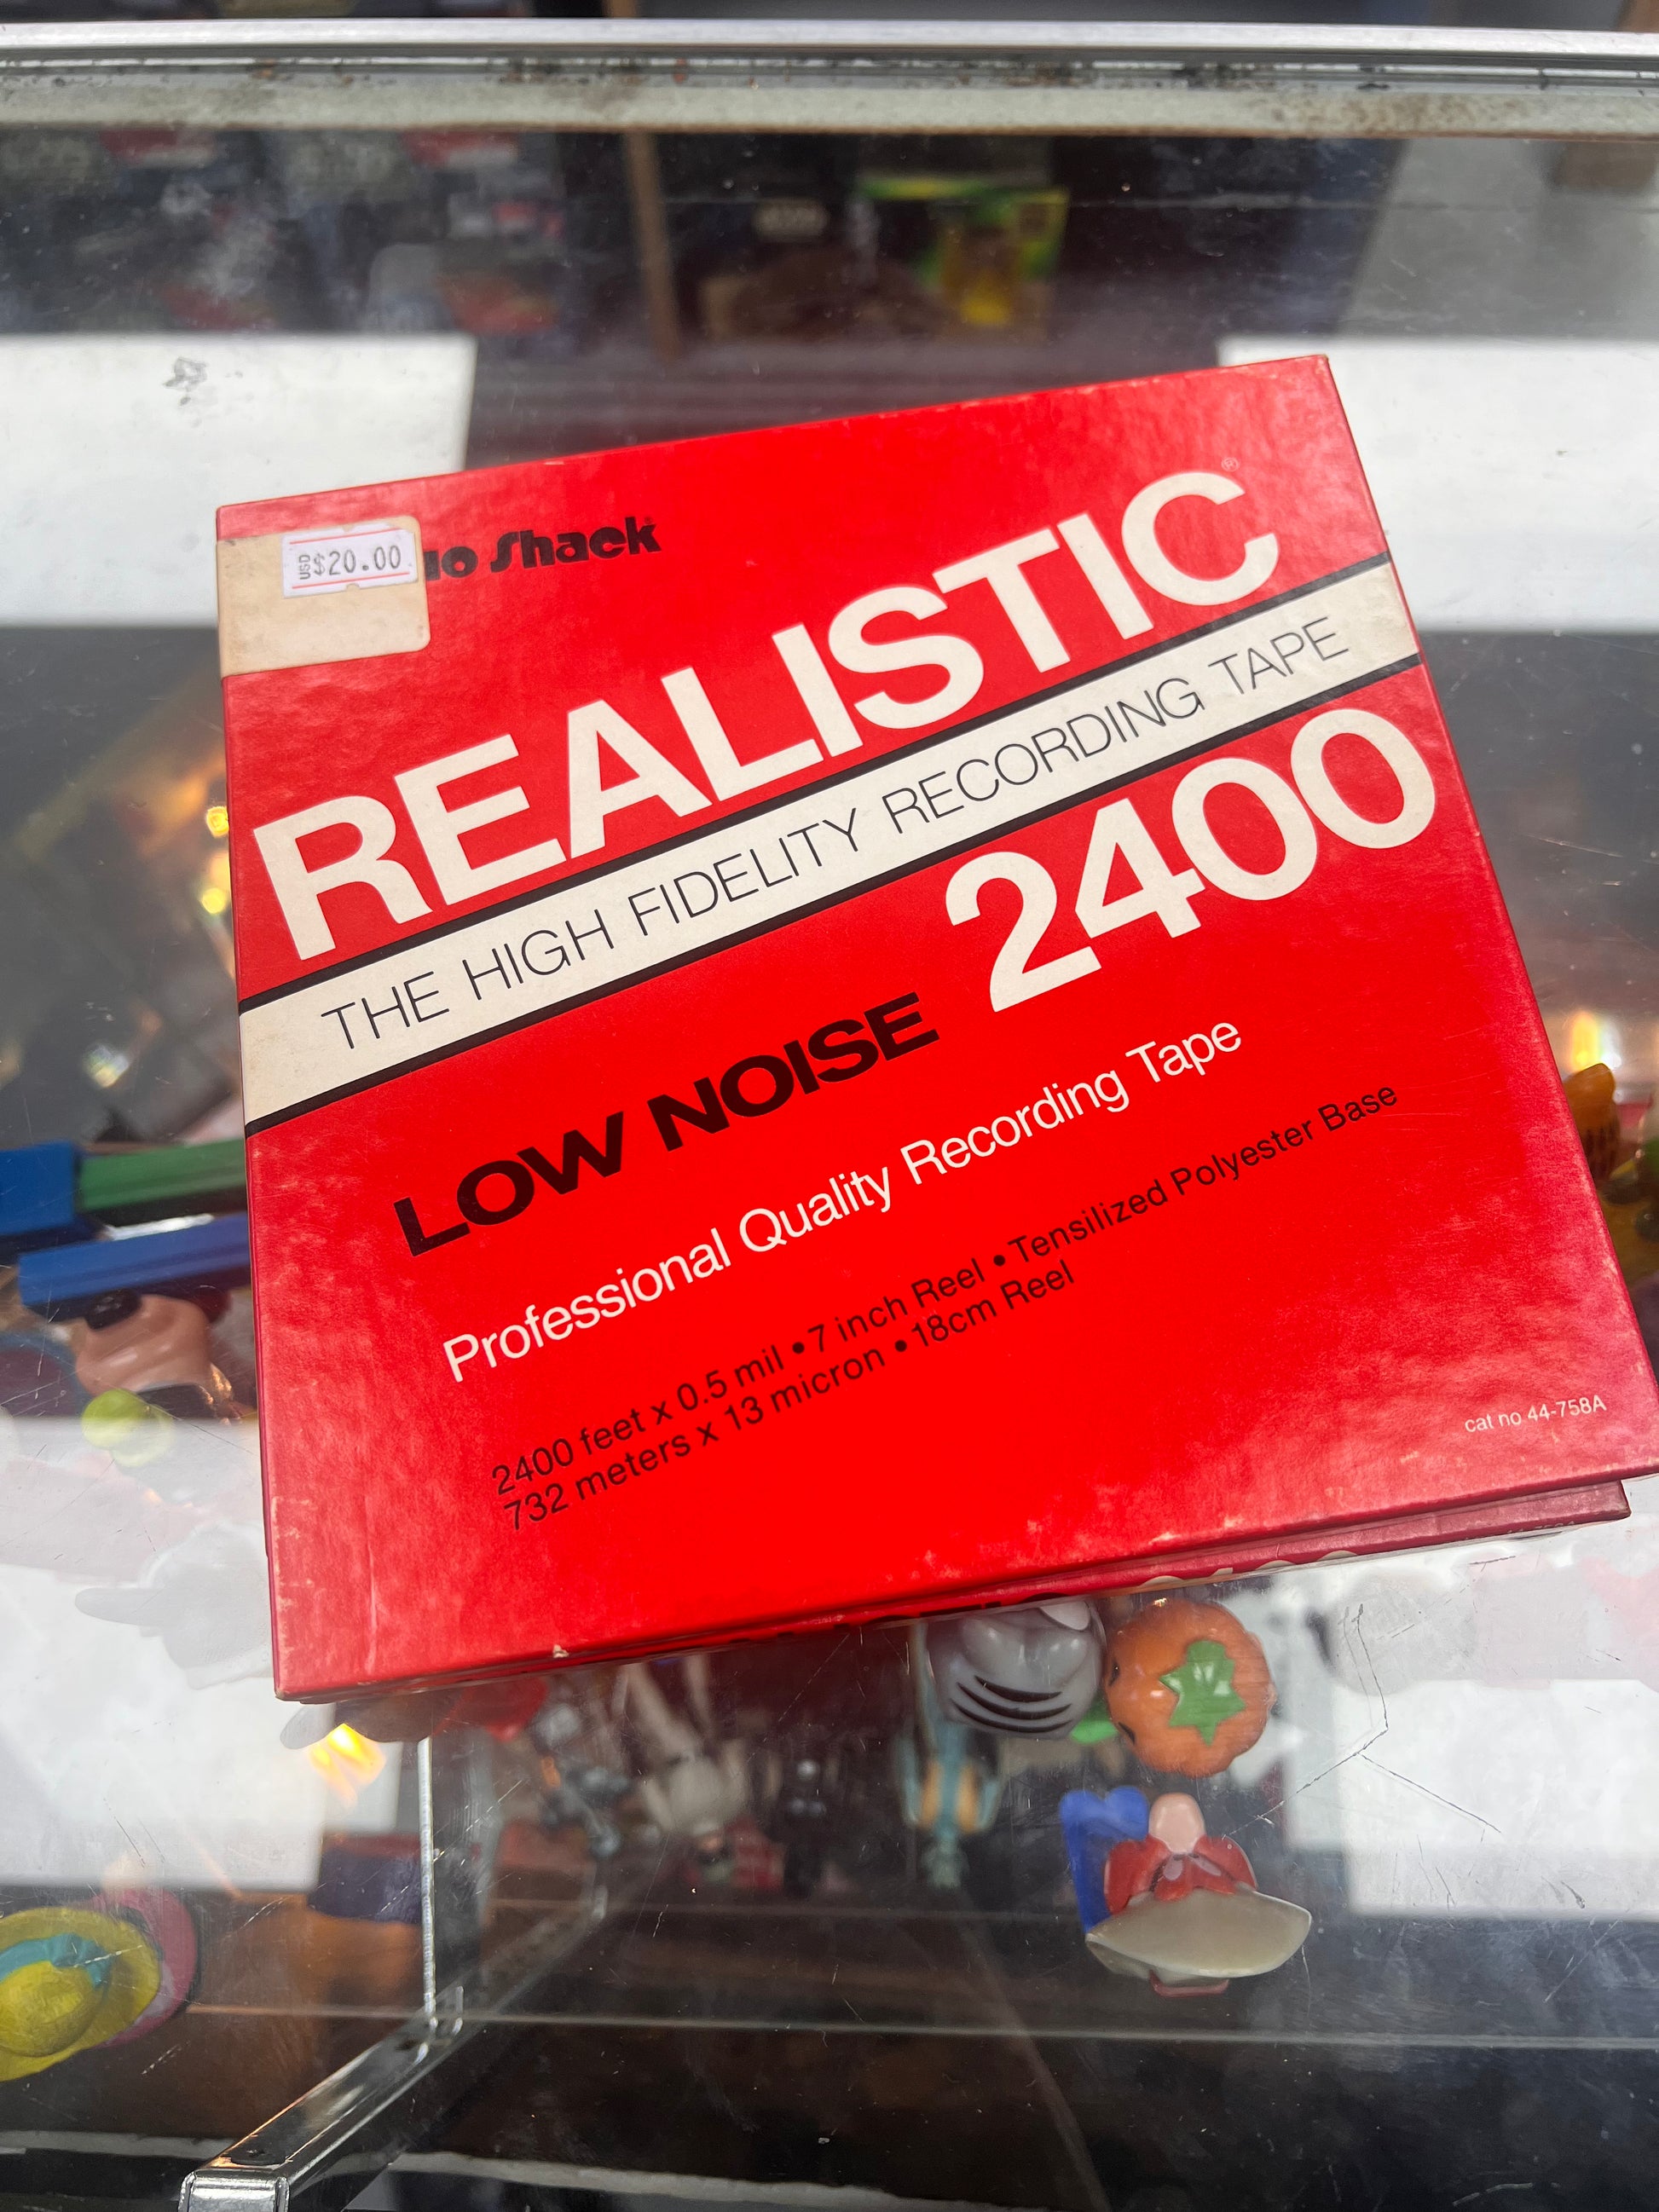 USD $20.00
io Shack
REALISTIC®
THE HIGH FIDELITY RECORDING TAPE
LOW NOISE 2400
Professional Quality Recording Tape
2400 feet x 0.5 mil • 7 inch Reel • Tensilized Polyester Base
732 meters x 13 micron • 18cm Reel
cat no 44-758A